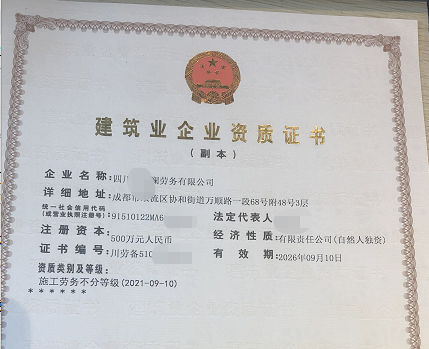 建筑业企业资质证书
（副本）
企业名称：四川 劳务有限公司
详细地址：成都市 流区协和街道万顺路一段68号附48号3层
统一社会信用代码
（或营业执照注册号）：91510122MA6
法定代表人
注册资本：500万元人民币
经济性质：有限责任公司(自然人独资)
证书编号：川劳备510
有效期：2026年09月10日
资质类别及等级：
施工劳务不分等级(2021-09-10)
******